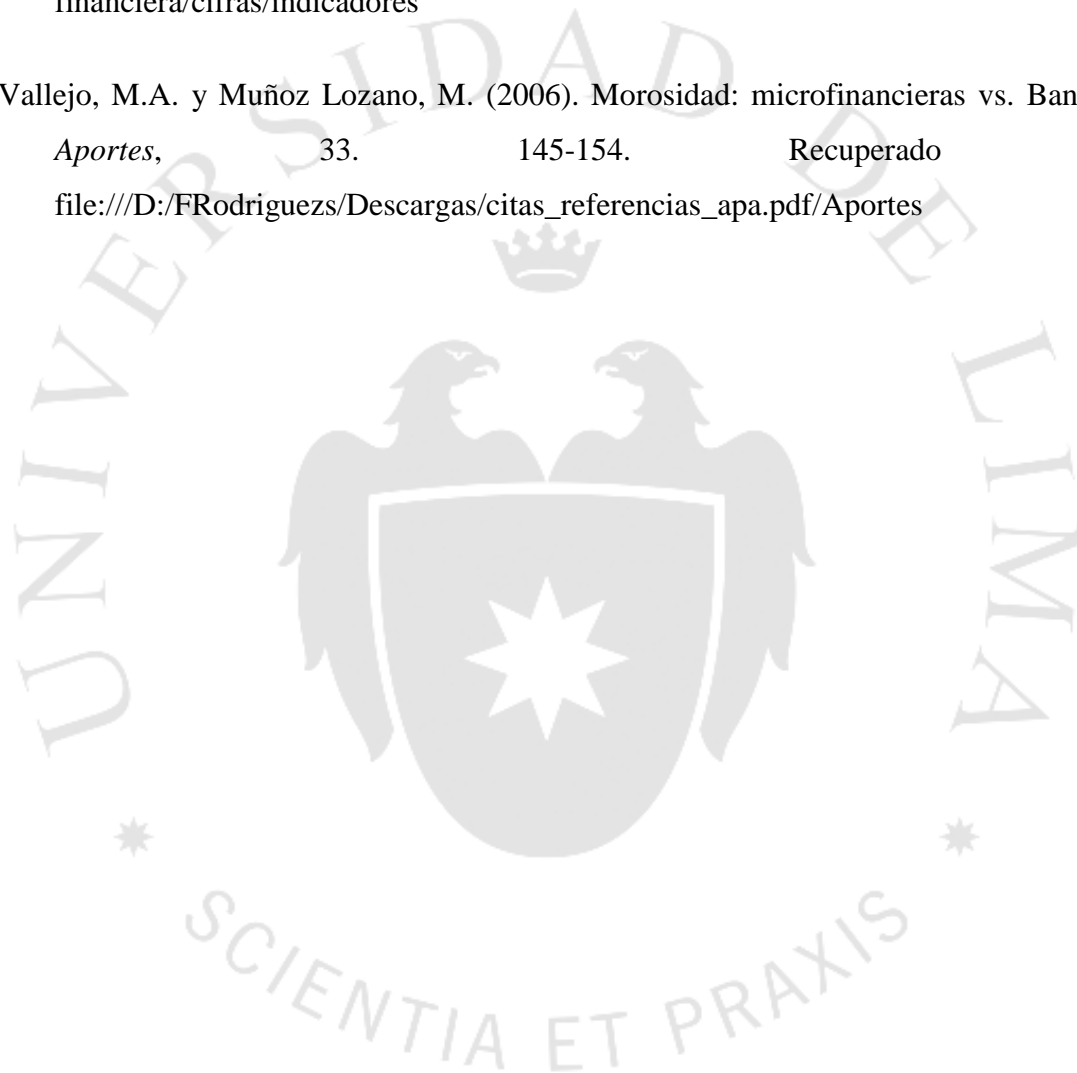 financiera/cifras/indicadores
Vallejo, M.A. y Muñoz Lozano, M. (2006). Morosidad: microfinancieras vs. Ban
Aportes, 33. 145-154. Recuperado
file:///D:/FRodriguezs/Descargas/citas_referencias_apa.pdf/Aportes
UNIVERSIDAD DE LIMA
SCIENTIA ET PRAXIS